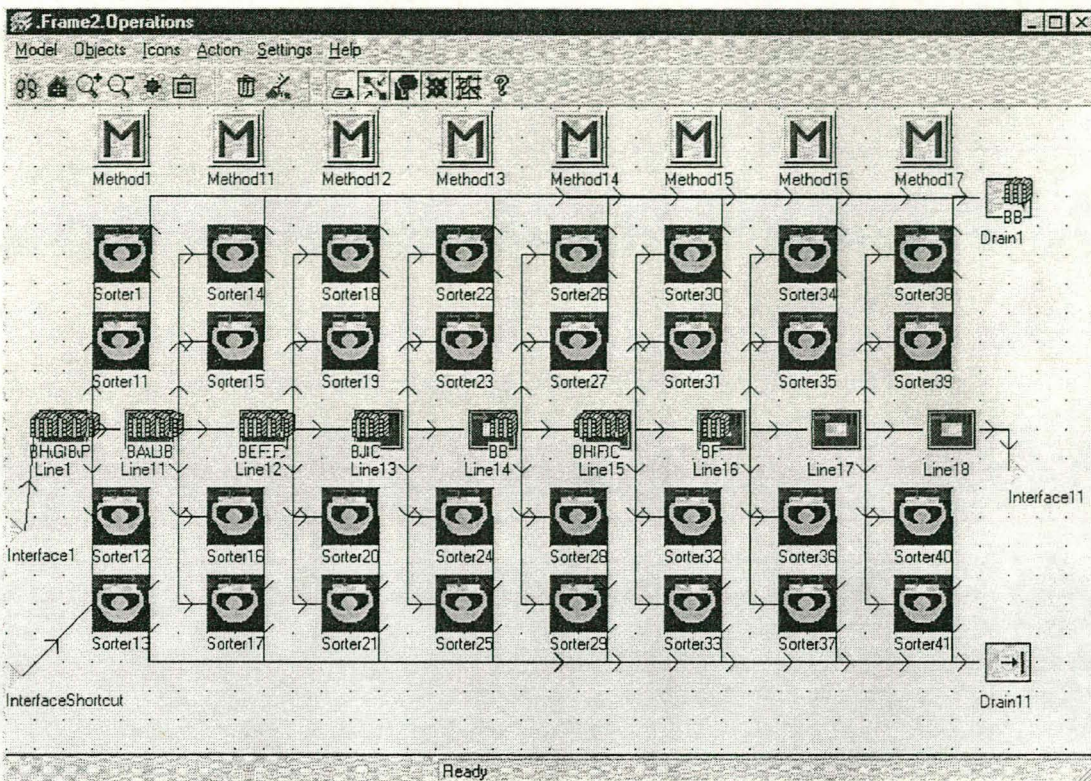 .Frame2.Operations
Model Objects Icons Action Settings Help
M M M M M M M M
Method1 Method11 Method12 Method13 Method14 Method15 Method16 Method17
BB
Drain1
Sorter1 Sorter14 Sorter18 Sorter22 Sorter26 Sorter30 Sorter34 Sorter38
Sorter11 Sorter15 Sorter19 Sorter23 Sorter27 Sorter31 Sorter35 Sorter39
BB BF
Line1 Line11 Line12 Line13 Line14 Line15 Line16 Line17 Line18
Interface11
Interface1 Sorter12 Sorter16 Sorter20 Sorter24 Sorter28 Sorter32 Sorter36 Sorter40
Sorter13 Sorter17 Sorter21 Sorter25 Sorter29 Sorter33 Sorter37 Sorter41
InterfaceShortcut Drain11
Ready